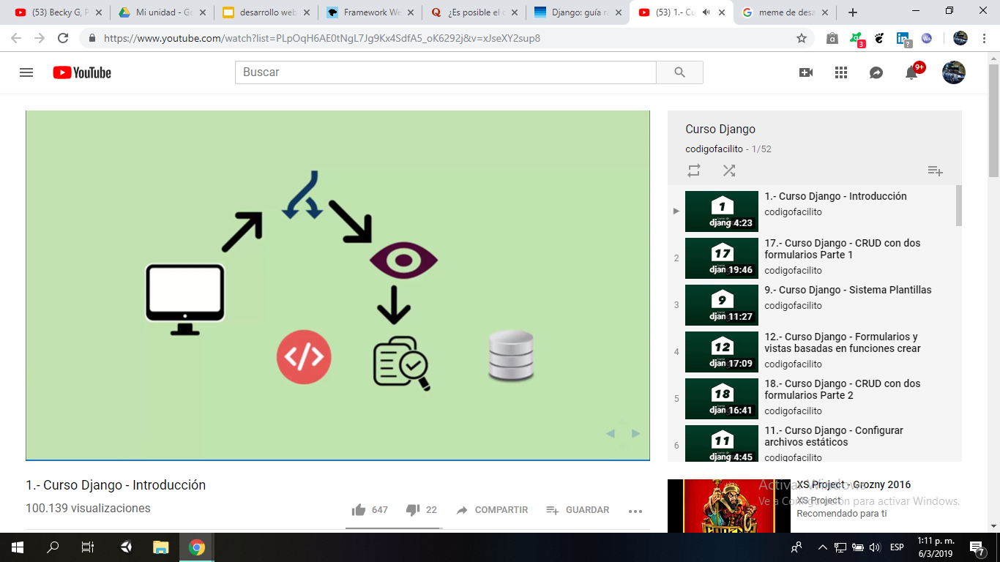 (53) Becky G, P
Mi unidad - Go
desarrollo web
Framework We
¿Es posible el c
Django: guía ra
(53) 1.- Cu
meme de desa
https://www.youtube.com/watch?list=PLpOqH6AE0tNgL7Jg9Kx4SdfA5_oK6292j&v=xJseXY2sup8
3
?
Ws
YouTube
Buscar
9+
</>
Curso Django
codigofacilito - 1/52
1
djang 4:23
1.- Curso Django - Introducción
codigofacilito
2
17
djan 19:46
17.- Curso Django - CRUD con dos
formularios Parte 1
codigofacilito
3
9
djan 11:27
9.- Curso Django - Sistema Plantillas
codigofacilito
4
12
djan 17:09
12.- Curso Django - Formularios y
vistas basadas en funciones crear
codigofacilito
5
18
djan 16:41
18.- Curso Django - CRUD con dos
formularios Parte 2
codigofacilito
6
11
djang 4:45
11.- Curso Django - Configurar
archivos estáticos
codigofacilito
1.- Curso Django - Introducción
100.139 visualizaciones
647
22
COMPARTIR
GUARDAR
XS Project - Grozny 2016
XS Project
Recomendado para ti
Activar Windows
Ve a Configuración para activar Windows.
ESP
1:11 p. m.
6/3/2019
7